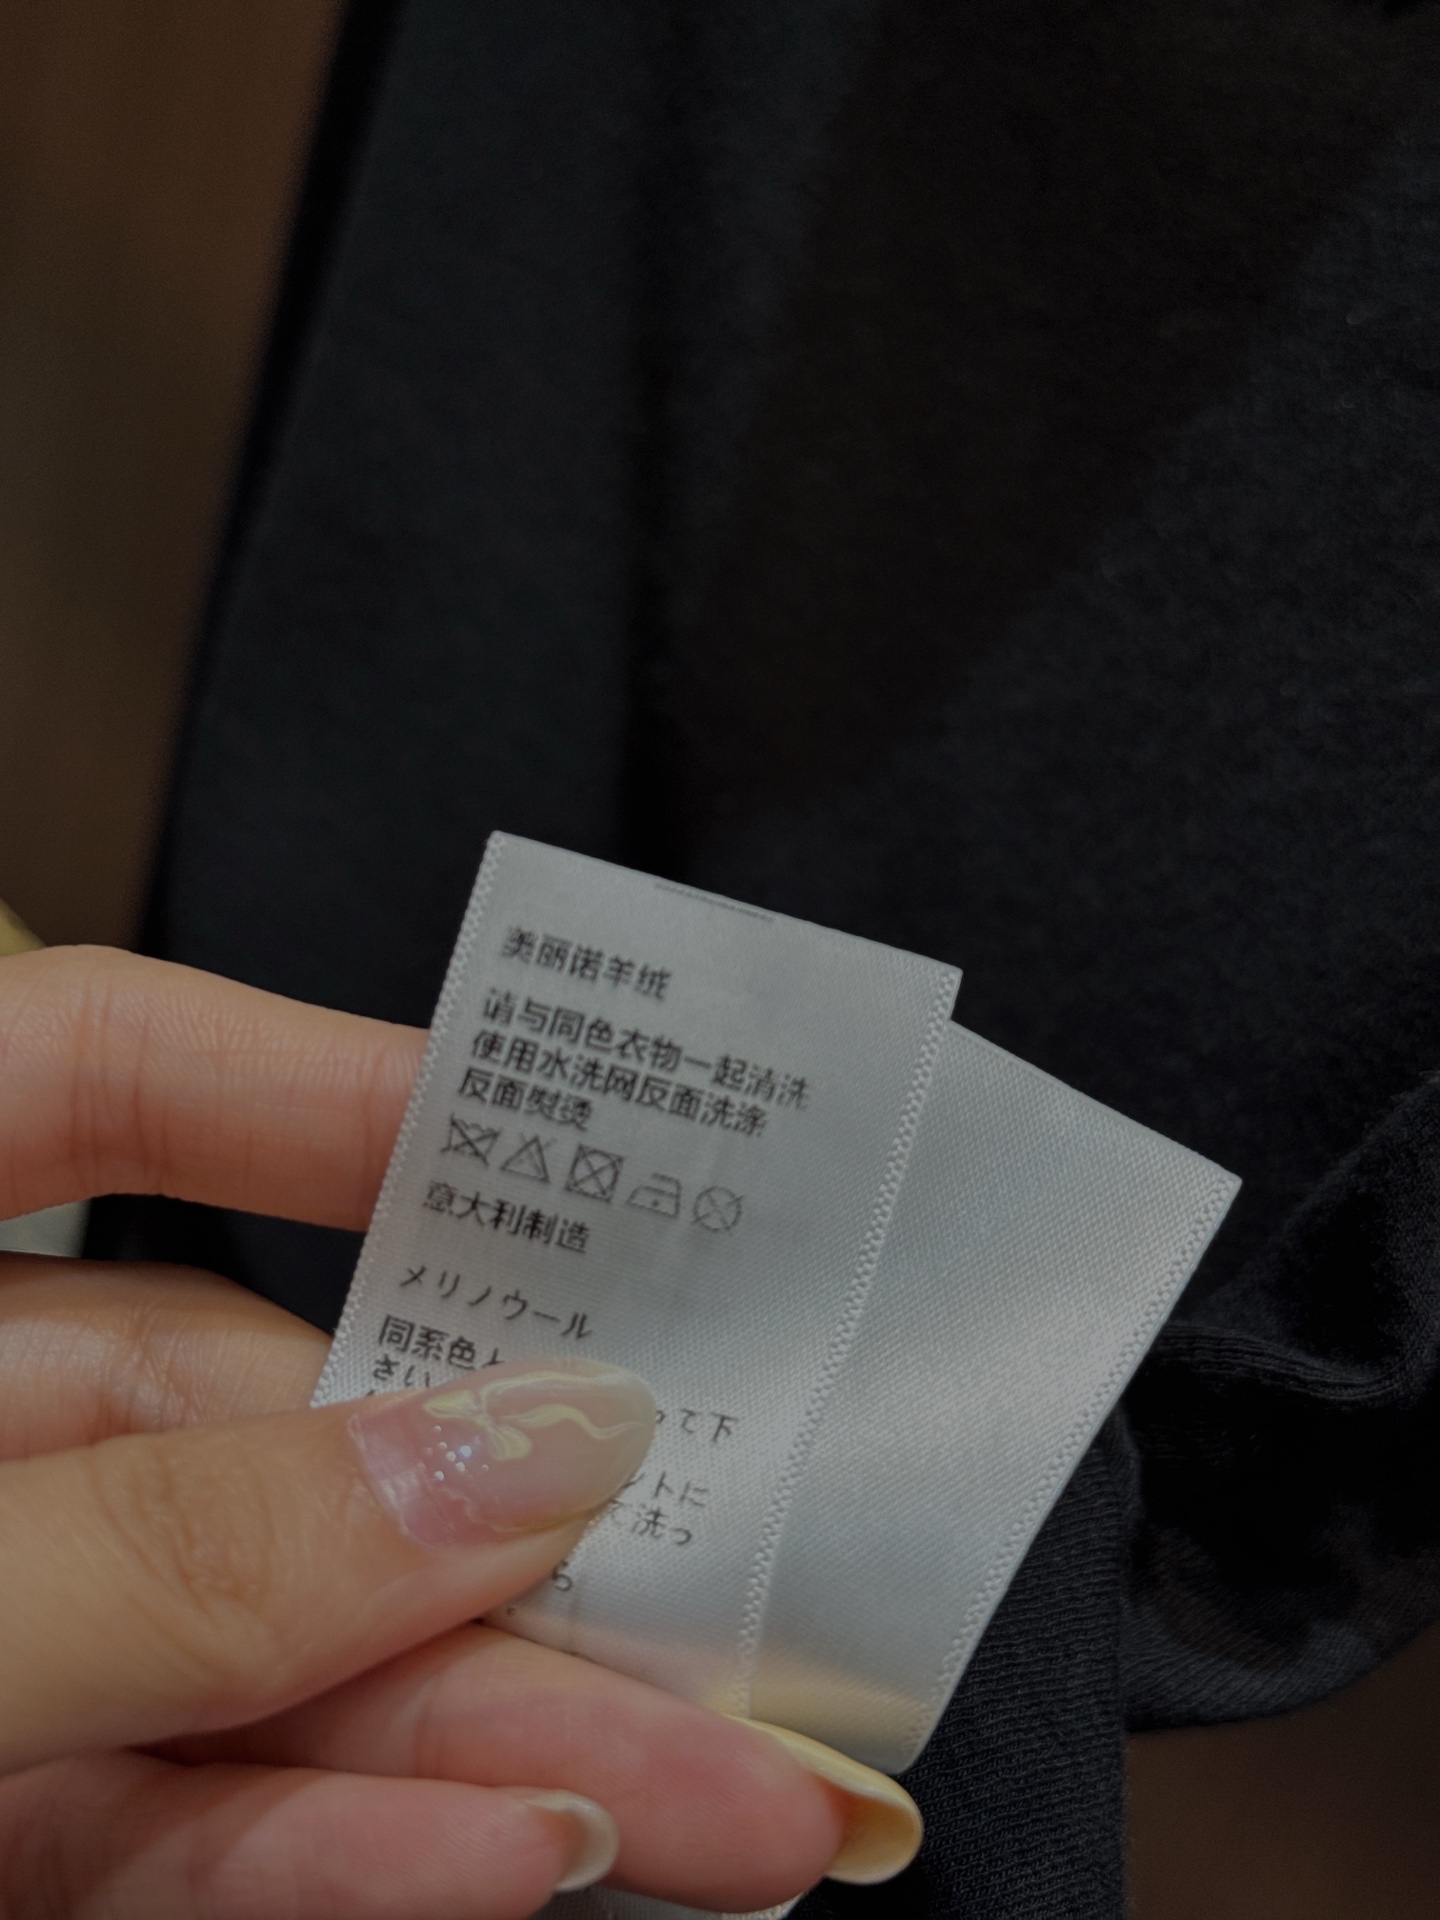 美丽诺羊绒
请与同色衣物一起清洗
使用水洗网反面洗涤
反面熨烫
意大利制造
メリノウール
同系色と
さい
って下
ントに
て洗っ
ら
。